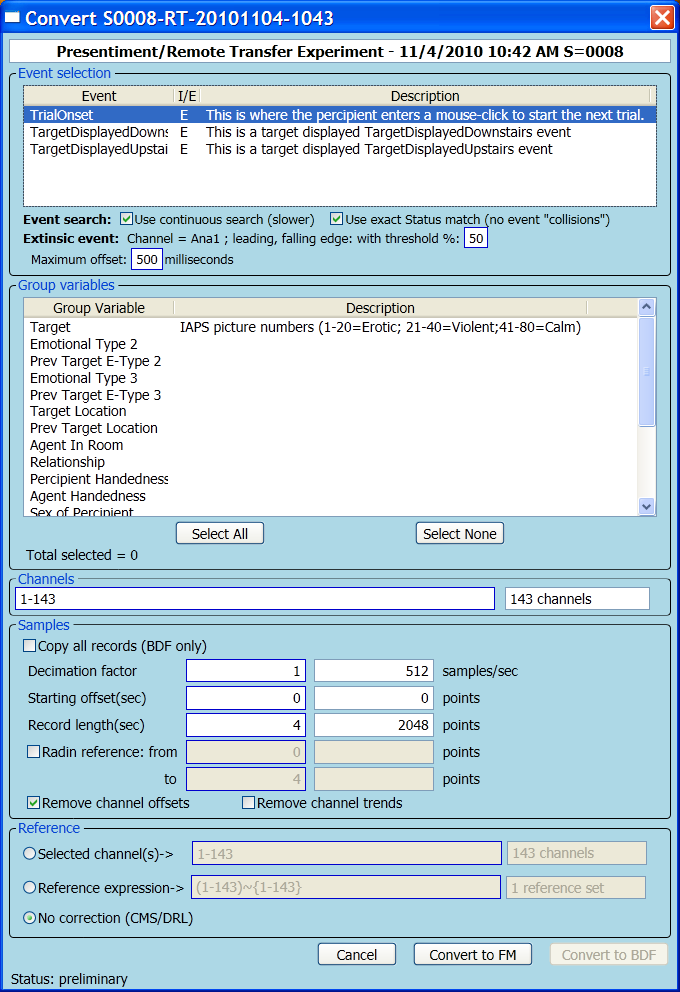 Convert S0008-RT-20101104-1043
Presentiment/Remote Transfer Experiment - 11/4/2010 10:42 AM S=0008
Event selection
Event I/E Description
TrialOnset E This is where the percipient enters a mouse-click to start the next trial.
TargetDisplayedDowns E This is a target displayed TargetDisplayedDownstairs event
TargetDisplayedUpstai E This is a target displayed TargetDisplayedUpstairs event
Event search: Use continuous search (slower) Use exact Status match (no event "collisions")
Extinsic event: Channel = Ana1 ; leading, falling edge: with threshold %: 50
Maximum offset: 500 milliseconds
Group variables
Group Variable Description
Target IAPS picture numbers (1-20=Erotic; 21-40=Violent;41-80=Calm)
Emotional Type 2
Prev Target E-Type 2
Emotional Type 3
Prev Target E-Type 3
Target Location
Prev Target Location
Agent In Room
Relationship
Percipient Handedness
Agent Handedness
Sex of Percipient
Select All Select None
Total selected = 0
Channels
1-143 143 channels
Samples
Copy all records (BDF only)
Decimation factor 1 512 samples/sec
Starting offset(sec) 0 0 points
Record length(sec) 4 2048 points
Radin reference: from 0 points
to 4 points
Remove channel offsets Remove channel trends
Reference
Selected channel(s)-> 1-143 143 channels
Reference expression-> (1-143)~{1-143} 1 reference set
No correction (CMS/DRL)
Cancel Convert to FM Convert to BDF
Status: preliminary